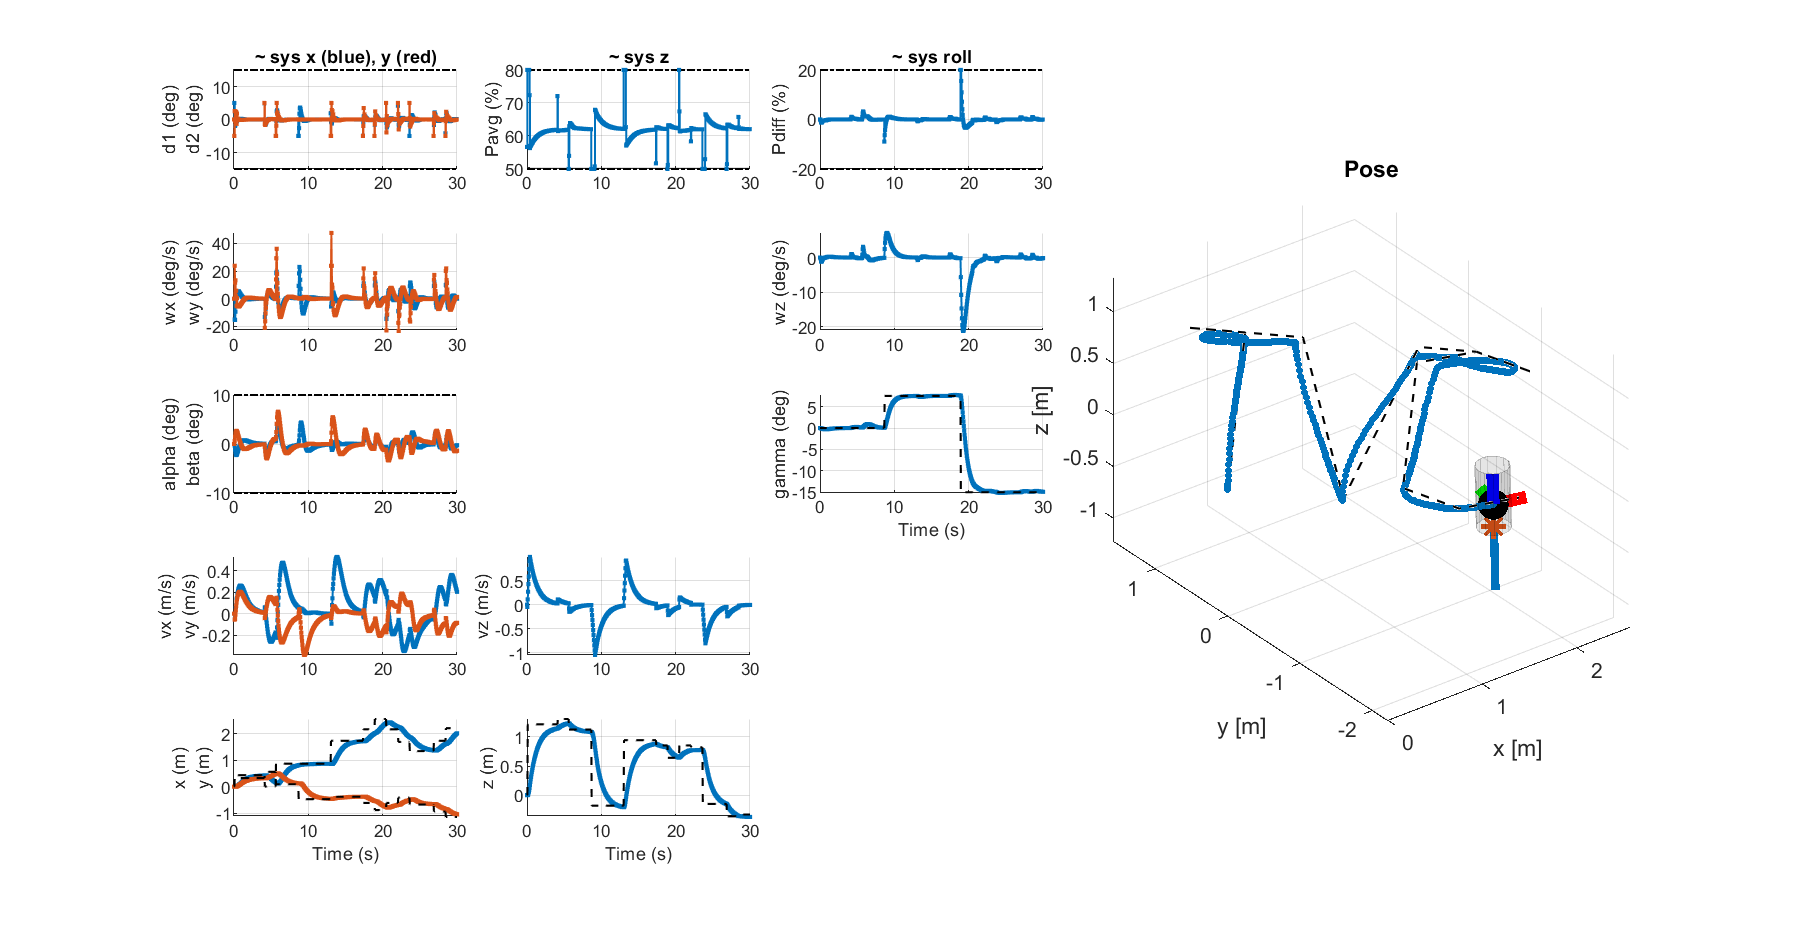 ~ sys x (blue), y (red)
d1 (deg)
d2 (deg)
10
0
-10
0 10 20 30
~ sys z
Pavg (%)
80
70
60
50
0 10 20 30
~ sys roll
Pdiff (%)
20
0
-20
0 10 20 30
wx (deg/s)
wy (deg/s)
40
20
0
-20
0 10 20 30
wz (deg/s)
0
-10
-20
0 10 20 30
alpha (deg)
beta (deg)
10
0
-10
0 10 20 30
gamma (deg)
5
0
-5
-10
-15
0 10 20 30
Time (s)
vx (m/s)
vy (m/s)
0.4
0.2
0
-0.2
0 10 20 30
vz (m/s)
0.5
0
-0.5
-1
0 10 20 30
x (m)
y (m)
2
1
0
-1
0 10 20 30
Time (s)
z (m)
1
0.5
0
0 10 20 30
Time (s)
Pose
z [m]
1
0.5
0
-0.5
-1
1
0
-1
-2
y [m]
0
1
2
x [m]